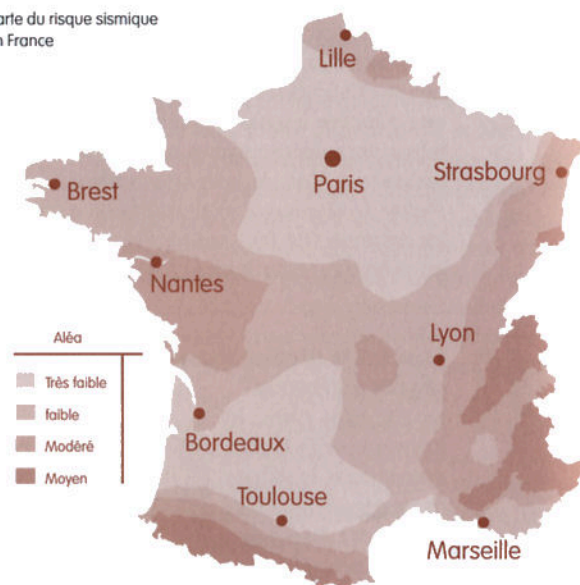 arte du risque sismique
n France
Lille
Paris
Strasbourg
Brest
Nantes
Lyon
Aléa
Très faible
faible
Modéré
Moyen
Bordeaux
Toulouse
Marseille